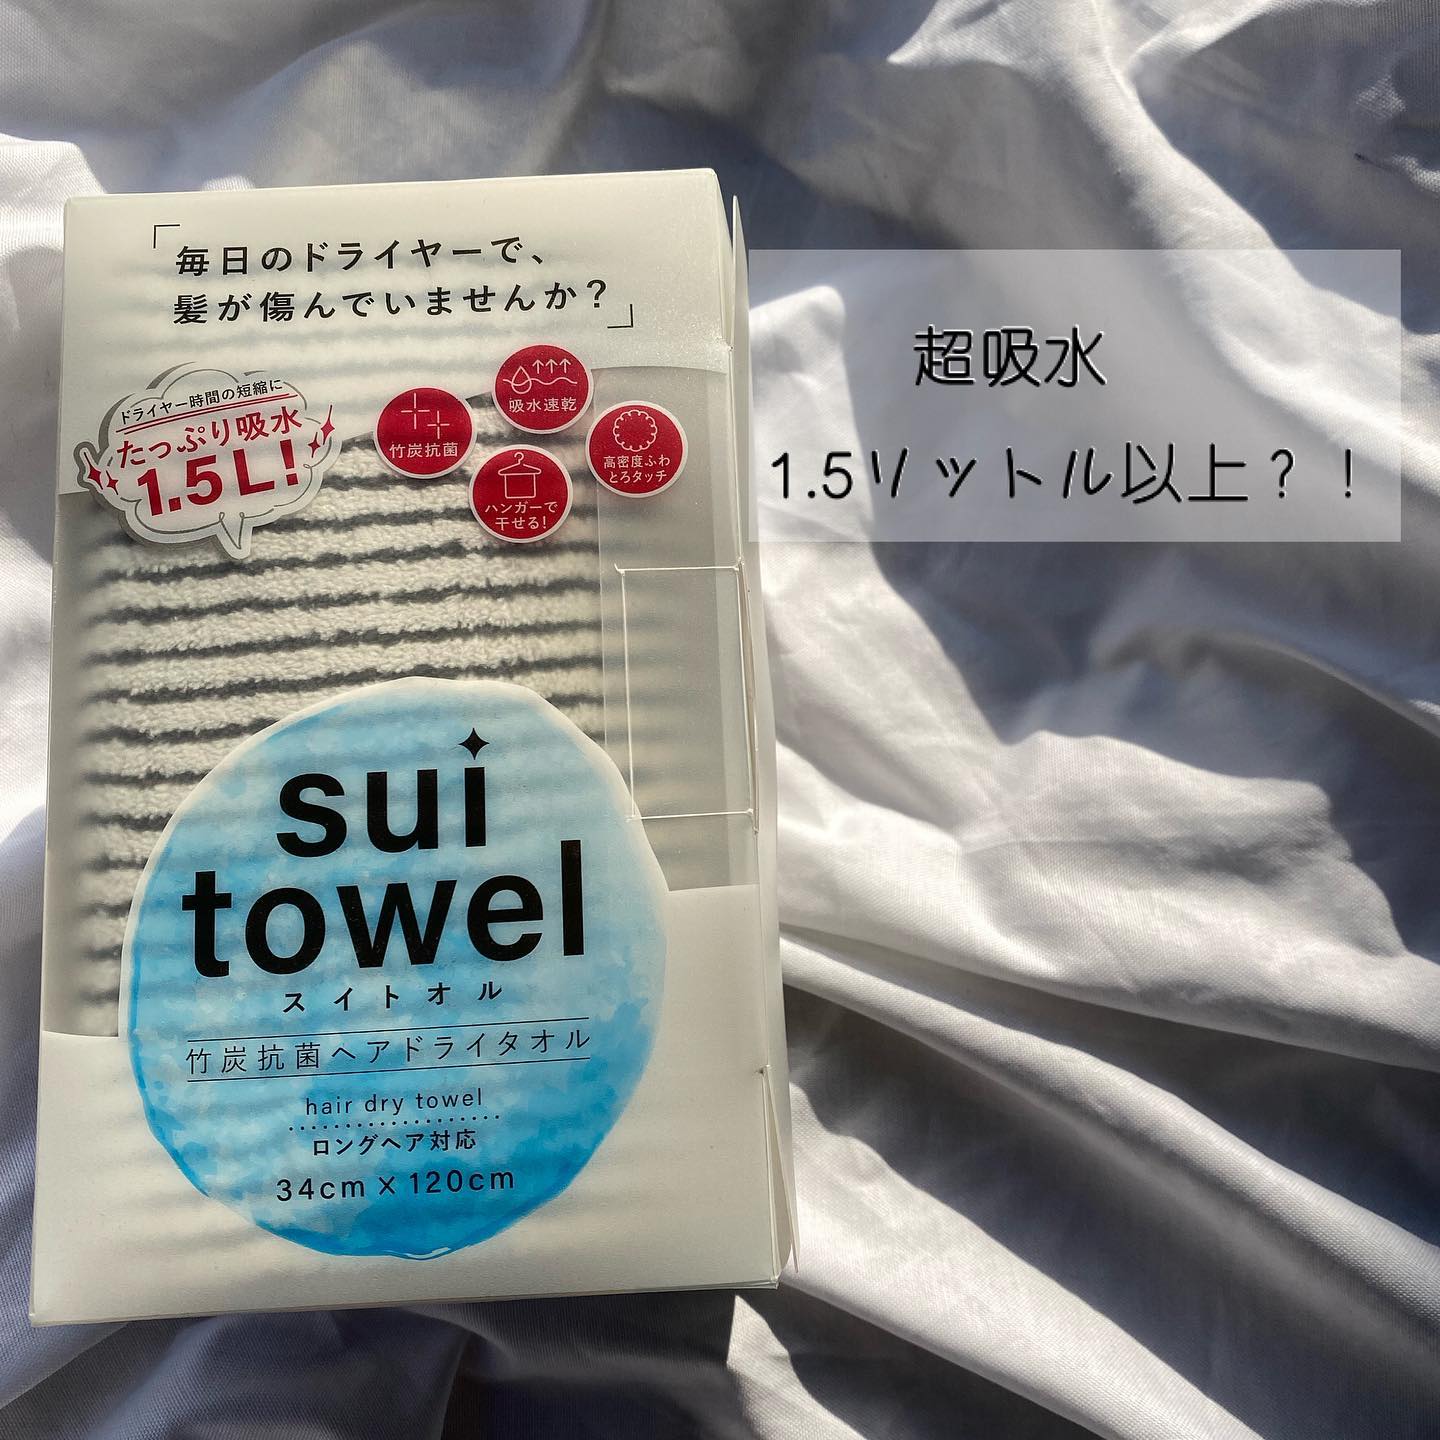 「毎日のドライヤーで、
髪が傷んでいませんか?」
ドライヤー時間の短縮に
たっぷり吸水
1.5L!
竹炭抗菌
吸水速乾
ハンガーで
干せる!
高密度ふわ
とろタッチ
超吸水
1.5リットル以上?!
sui
towel
スイトオル
竹炭抗菌ヘアドライタオル
hair dry towel
ロングヘア対応
34cm×120cm